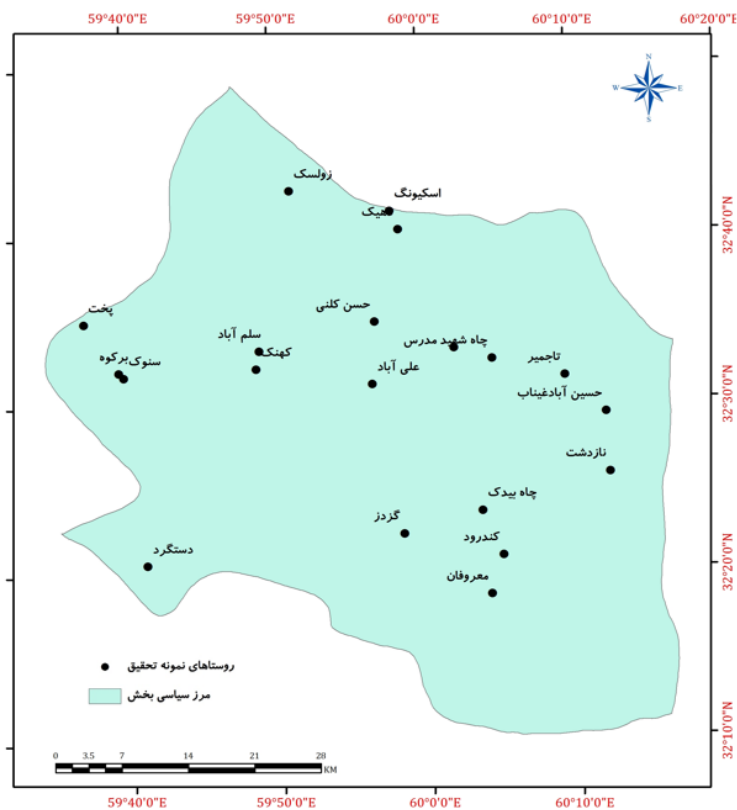 59°40'0"E 59°50'0"E 60°0'0"E 60°10'0"E 60°20'0"E
N
W E
S
زولسک
اسکیونگ
هیک
32°40'0"N
پخت
حسن کلنی
سلم آباد
چاه شهید مدرس
کهنک
برکوه
سنوک
علی آباد
تاجمیر
حسین آبادغیناب
32°30'0"N
نازدشت
چاه بیدک
گزدز
کندرود
دستگرد
32°20'0"N
معروفان
روستاهای نمونه تحقیق
مرز سیاسی بخش
32°10'0"N
0 3.5 7 14 21 28
KM
59°40'0"E 59°50'0"E 60°0'0"E 60°10'0"E